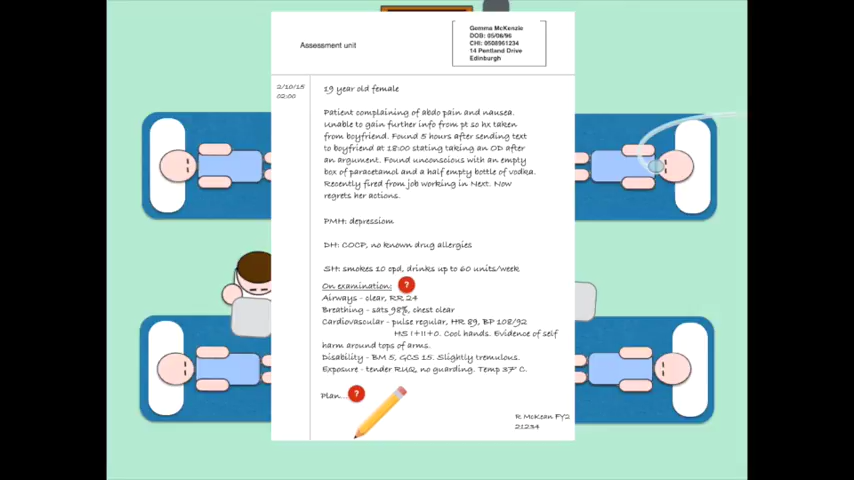 Assessment unit
Gemma McKenzie
DOB: 05/06/96
CHI: 0508961234
14 Pentland Drive
Edinburgh
2/10/15
02:00
19 year old female
Patient complaining of abdo pain and nausea.
Unable to gain further info from pt so hx taken
from boyfriend. Found 5 hours after sending text
to boyfriend at 18:00 stating taking an OD after
an argument. Found unconscious with an empty
box of paracetamol and a half empty bottle of vodka.
Recently fired from job working in Next. Now
regrets her actions.
PMH: depression
DH: COCP, no known drug allergies
SH: smokes 10 cpd, drinks up to 60 units/week
On examination: ?
Airways - clear, RR 24
Breathing - sats 98%, chest clear
Cardiovascular - pulse regular, HR 89, BP 108/92
HS I+II+0. Cool hands. Evidence of self
harm around tops of arms.
Disability - BM 5, GCS 15. Slightly tremulous.
Exposure - tender RUQ, no guarding. Temp 37°C.
Plan... ?
R McKean FY2
21234